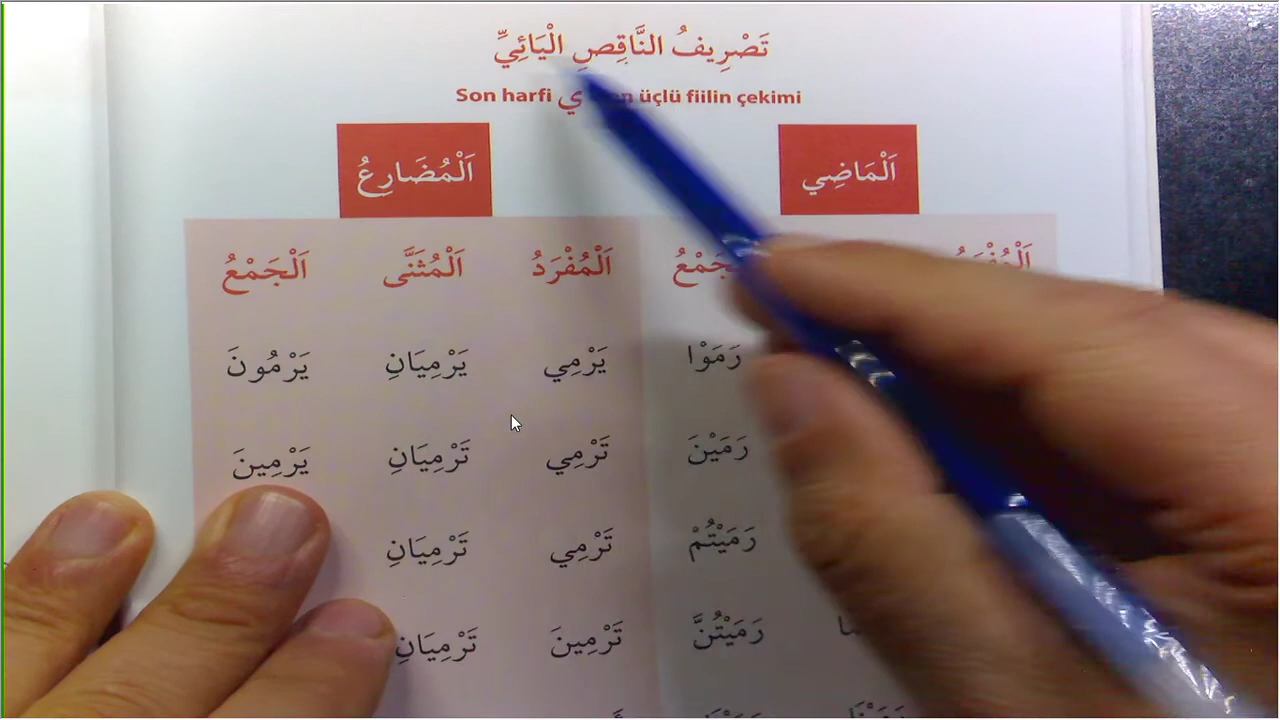 تَصْرِيفُ النَّاقِصِ الْيَائِيِّ
Son harfi ي üçlü fiilin çekimi
اَلْمَاضِي اَلْمُضَارِعُ
اَلْمُفْرَدُ اَلْمُثَنَّى اَلْجَمْعُ
رَمَوْا يَرْمِي يَرْمِيَانِ يَرْمُونَ
رَمَيْنَ تَرْمِي تَرْمِيَانِ يَرْمِينَ
رَمَيْتُمْ تَرْمِي تَرْمِيَانِ
رَمَيْتُنَّ تَرْمِينَ تَرْمِيَانِ